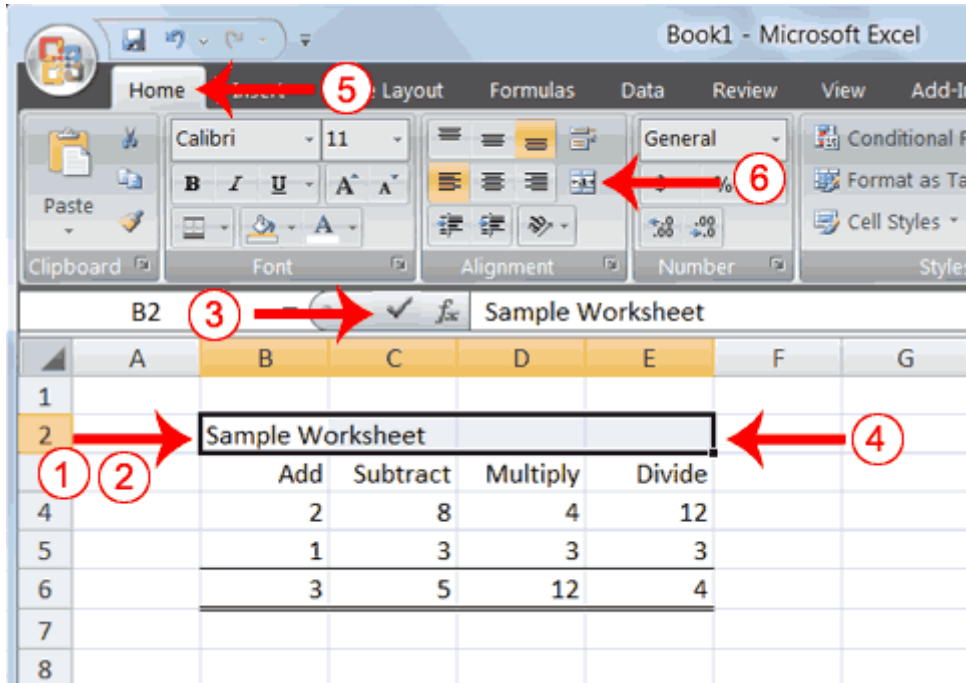 Book1 - Microsoft Excel
Home 5 Layout Formulas Data Review View Add-I
Calibri 11 General Conditional F
B I U A A $ % 6 Format as Ta
Paste A .00 .00 Cell Styles
Clipboard Font Alignment Number Style
B2 3 fx Sample Worksheet
A B C D E F G
1
2 Sample Worksheet 4
1 2 Add Subtract Multiply Divide
4 2 8 4 12
5 1 3 3 3
6 3 5 12 4
7
8